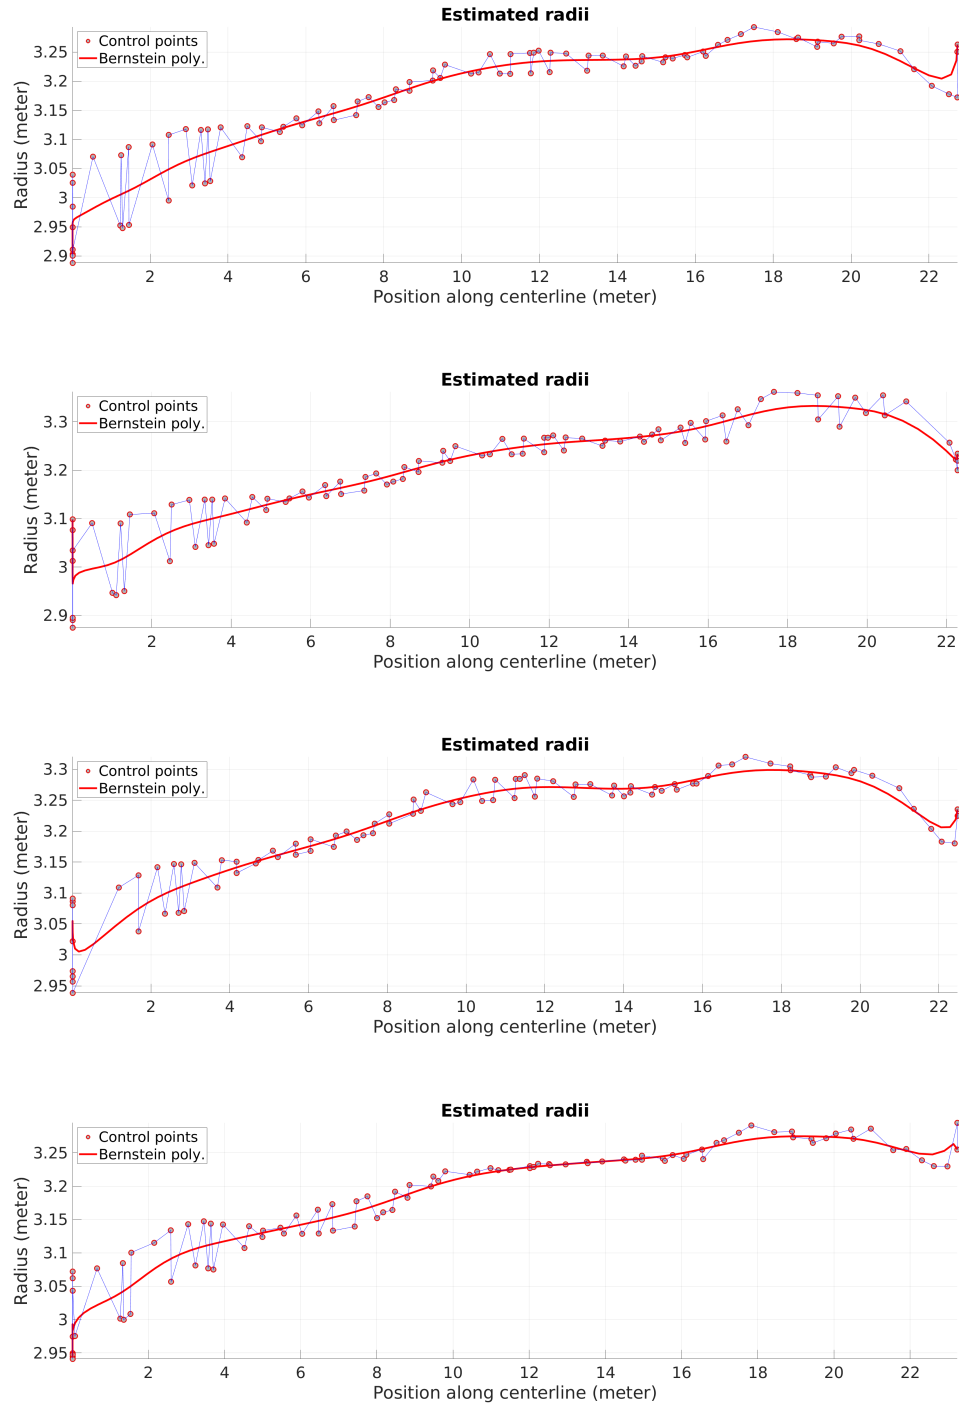 Estimated radii
Control points
Bernstein poly.
Radius (meter)
3.25
3.2
3.15
3.1
3.05
3
2.95
2.9
2 4 6 8 10 12 14 16 18 20 22
Position along centerline (meter)
Estimated radii
Control points
Bernstein poly.
Radius (meter)
3.3
3.2
3.1
3
2.9
2 4 6 8 10 12 14 16 18 20 22
Position along centerline (meter)
Estimated radii
Control points
Bernstein poly.
Radius (meter)
3.3
3.25
3.2
3.15
3.1
3.05
3
2.95
2 4 6 8 10 12 14 16 18 20 22
Position along centerline (meter)
Estimated radii
Control points
Bernstein poly.
Radius (meter)
3.25
3.2
3.15
3.1
3.05
3
2.95
2 4 6 8 10 12 14 16 18 20 22
Position along centerline (meter)